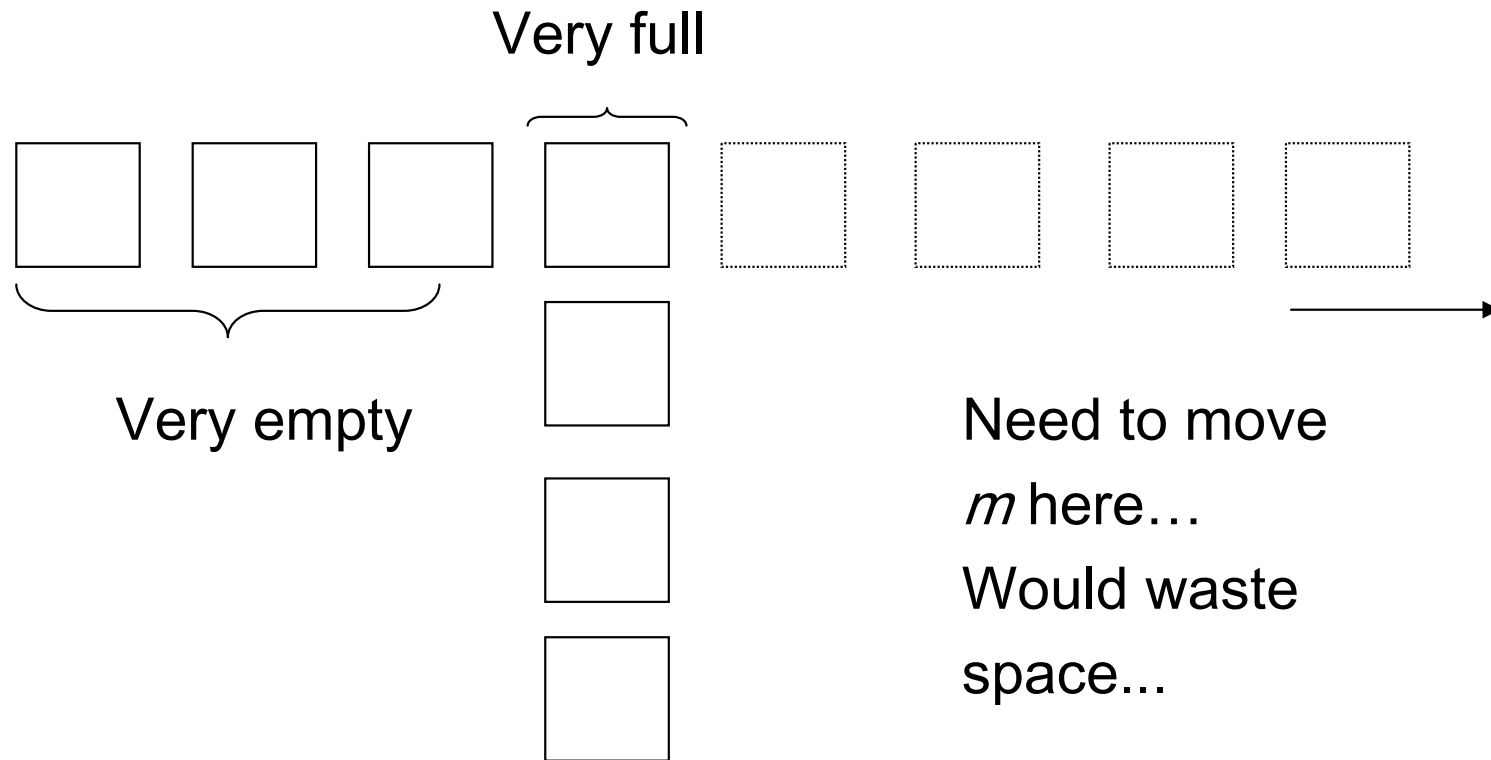 Very full
Very empty
Need to move
m here…
Would waste
space...